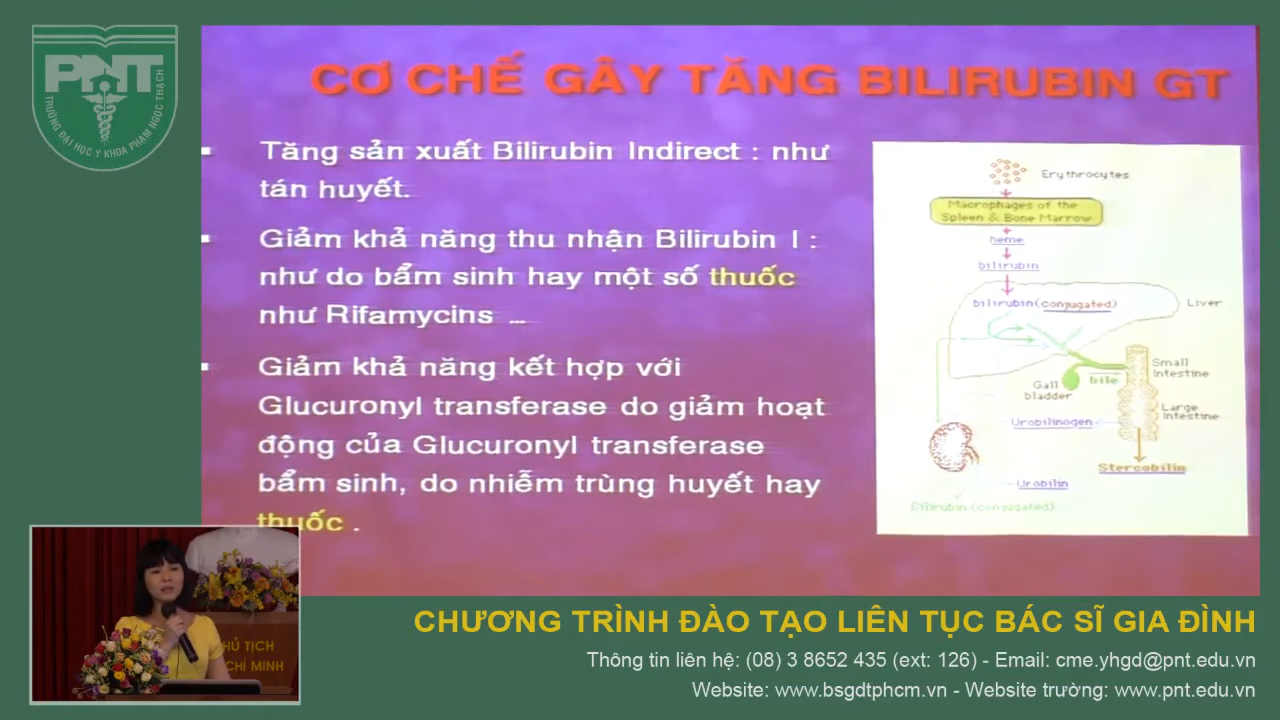 PNT
TRƯỜNG ĐẠI HỌC Y KHOA PHẠM NGỌC THẠCH
CƠ CHẾ GÂY TĂNG BILIRUBIN GT
Tăng sản xuất Bilirubin Indirect : như
tán huyết.
Giảm khả năng thu nhận Bilirubin I :
như do bẩm sinh hay một số thuốc
như Rifamycins ...
Giảm khả năng kết hợp với
Glucuronyl transferase do giảm hoạt
động của Glucuronyl transferase
bẩm sinh, do nhiễm trùng huyết hay
thuốc .
Erythrocytes
Macrophages of the
Spleen & Bone Marrow
heme
bilirubin
bilirubin(conjugated)
Liver
Small
Intestine
Gall
bladder
bile
Large
Intestine
Urobilinogen
Stercobilin
Urobilin
Bilirubin (conjugated)
HỦ TỊCH
CHÍ MINH
CHƯƠNG TRÌNH ĐÀO TẠO LIÊN TỤC BÁC SĨ GIA ĐÌNH
Thông tin liên hệ: (08) 3 8652 435 (ext: 126) - Email: cme.yhgd@pnt.edu.vn
Website: www.bsgdtphcm.vn - Website trường: www.pnt.edu.vn